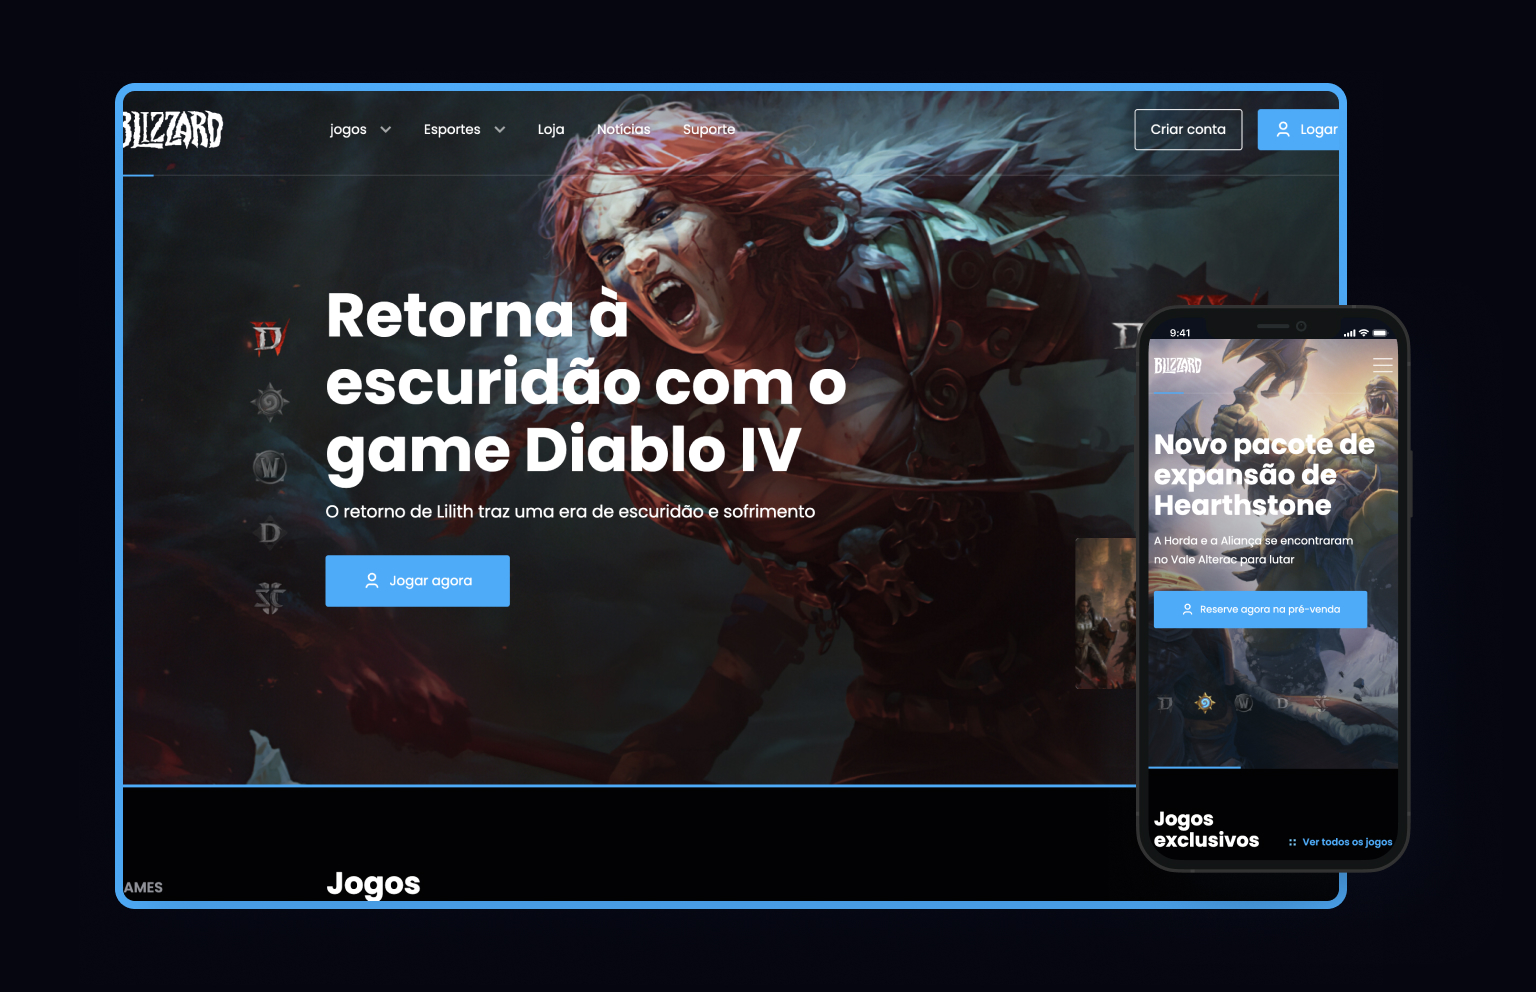 BLIZZARD
jogos
Esportes
Loja
Notícias
Suporte
Criar conta
Logar
Retorna à
escuridão com o
game Diablo IV
O retorno de Lilith traz uma era de escuridão e sofrimento
Jogar agora
AMES
Jogos
9:41
BLIZZARD
Novo pacote de
expansão de
Hearthstone
A Horda e a Aliança se encontraram
no Vale Alterac para lutar
Reserve agora na pré-venda
Jogos
exclusivos
Ver todos os jogos